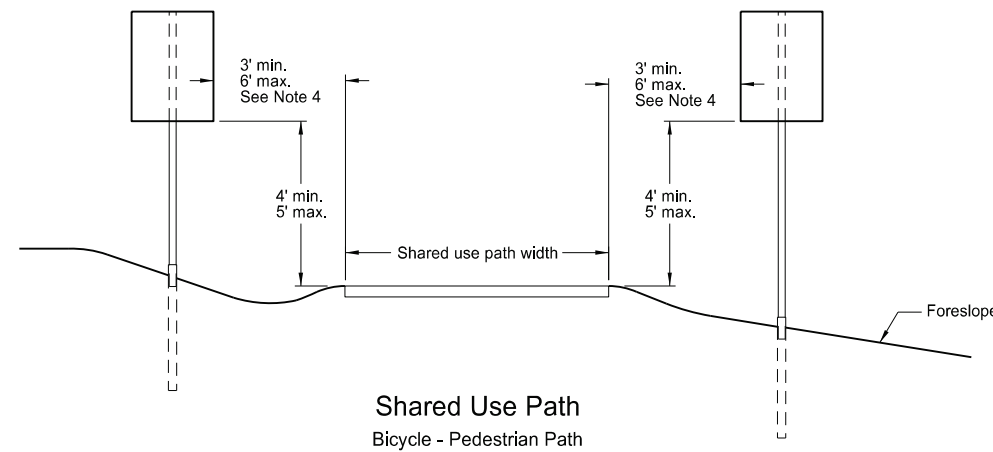 3' min.
6' max.
See Note 4
3' min.
6' max.
See Note 4
4' min.
5' max.
4' min.
5' max.
Shared use path width
Foreslope
Shared Use Path
Bicycle - Pedestrian Path